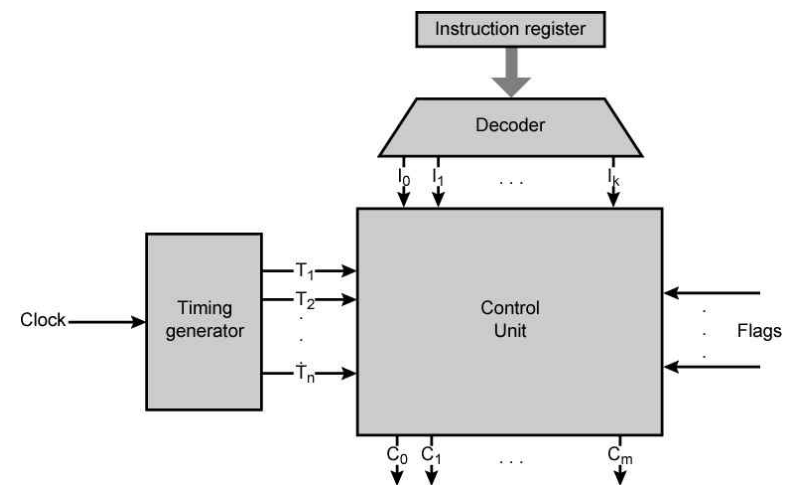 Instruction register
Decoder
I0 I1 . . . Ik
T1
T2
.
.
.
Tn
Clock
Timing
generator
Control
Unit
.
.
.
Flags
C0 C1 . . . Cm